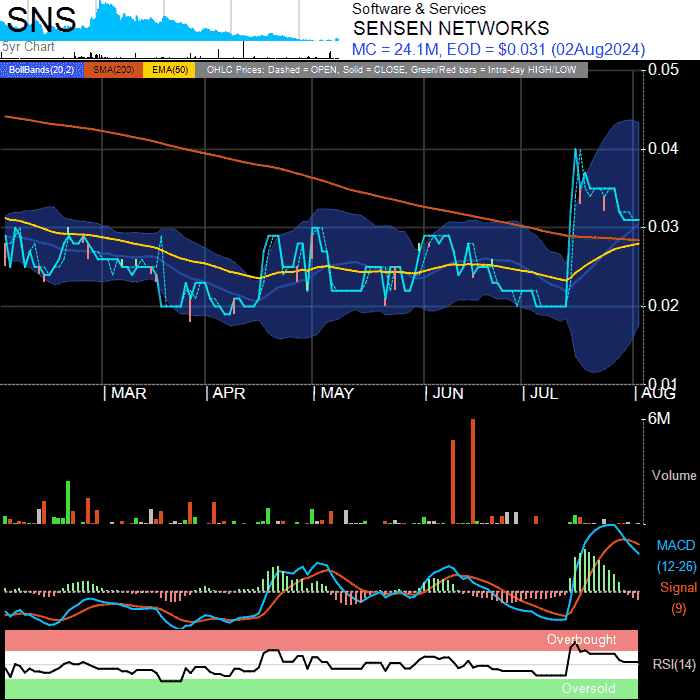 SNS
5yr Chart
Software & Services
SENSEN NETWORKS
MC = 24.1M, EOD = $0.031 (02Aug2024)
BollBands(20,2) SMA(200) EMA(50) OHLC Prices: Dashed = OPEN, Solid = CLOSE, Green/Red bars = Intra-day HIGH/LOW
0.05
0.04
0.03
0.02
0.01
MAR APR MAY JUN JUL AUG
6M
Volume
MACD
(12-26)
Signal
(9)
Overbought
RSI(14)
Oversold